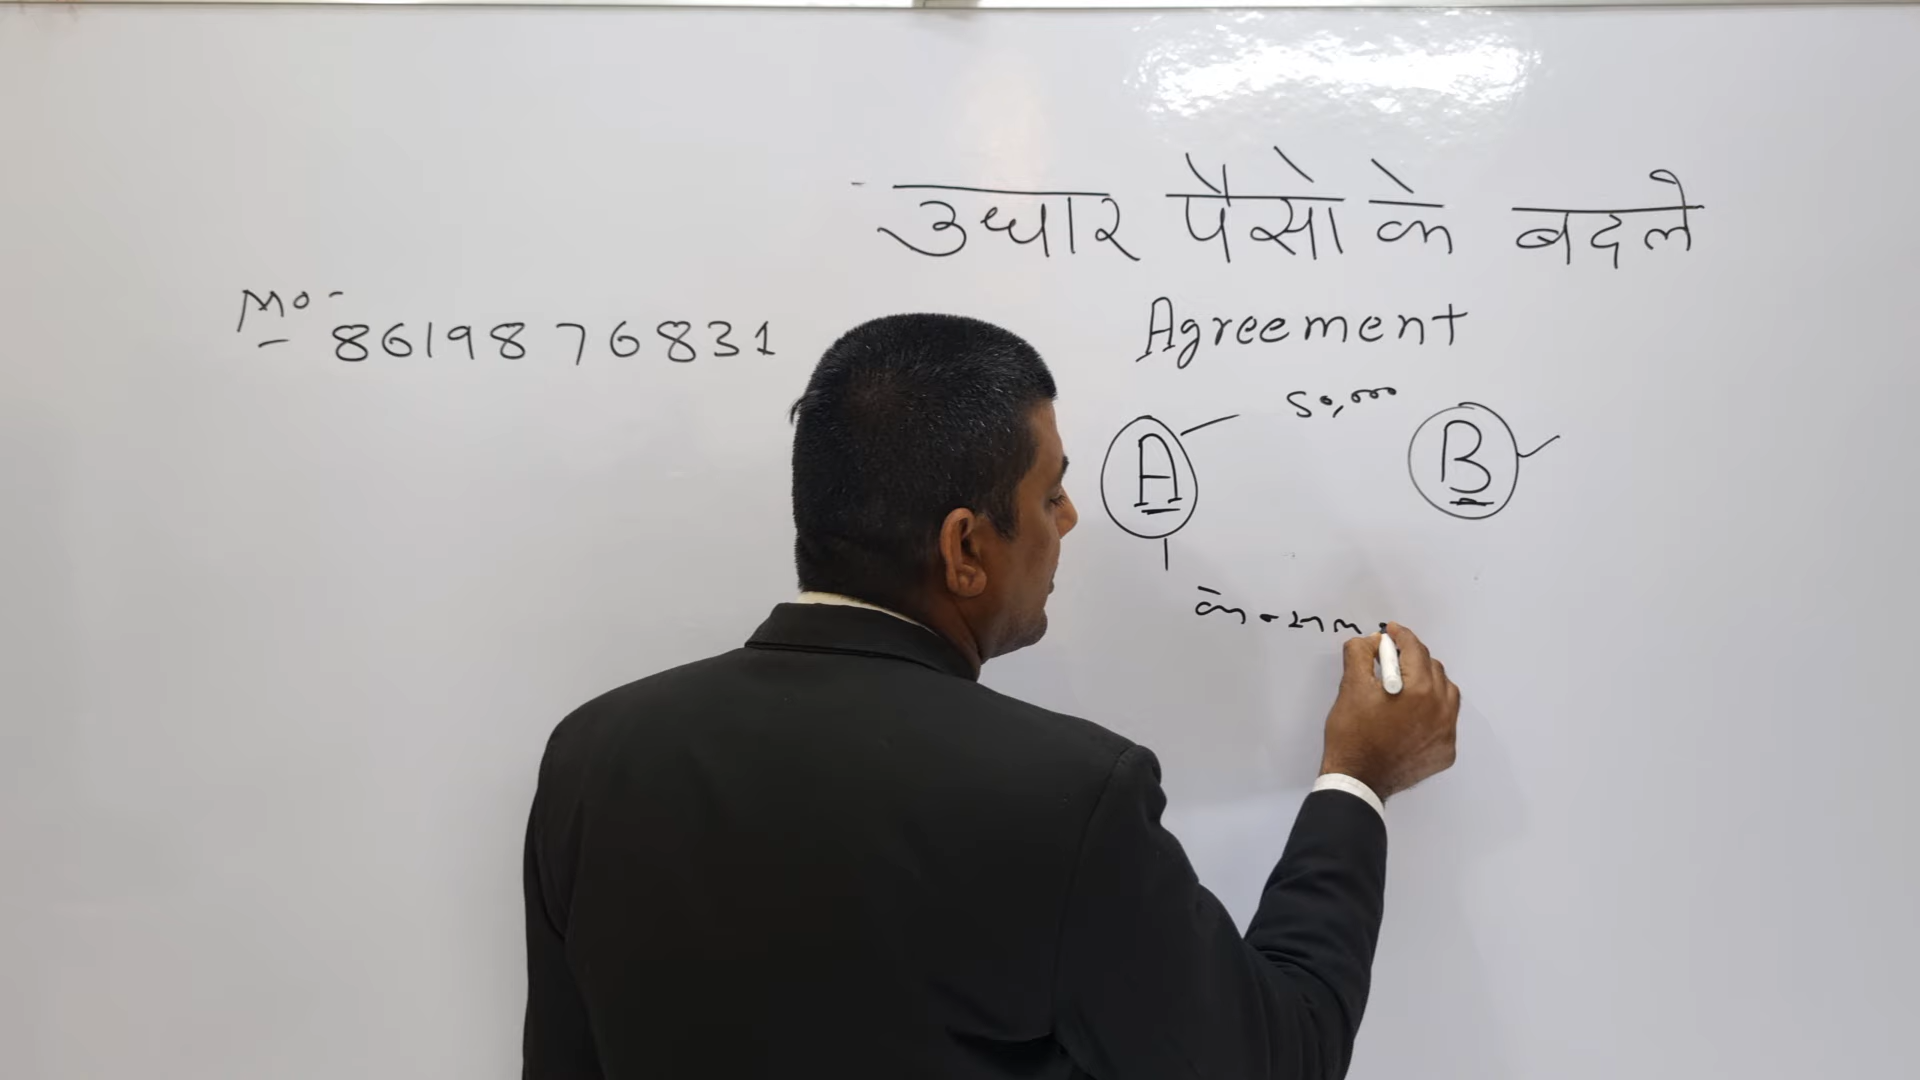 उधार पैसो के बदले
Agreement
Mo-
8619876831
50,000
A
B